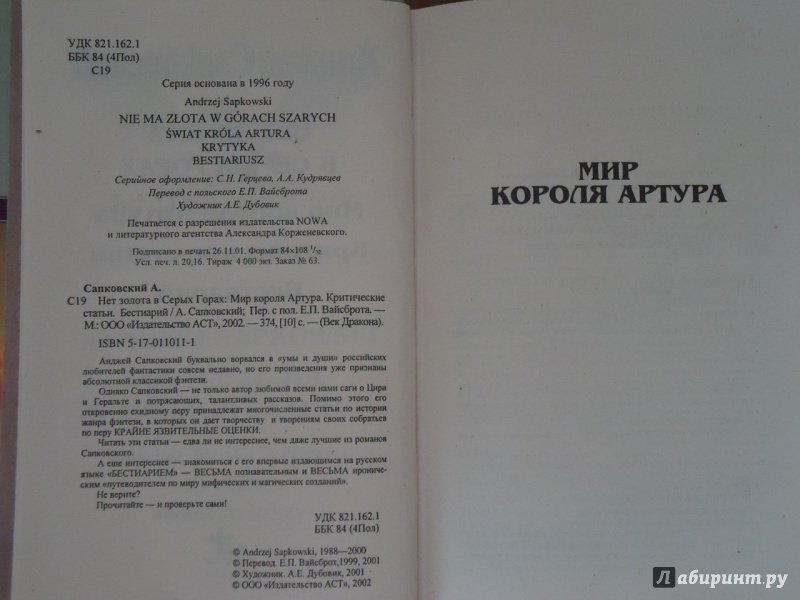 УДК 821.162.1
ББК 84 (4Пол)
С19
Серия основана в 1996 году
Andrzej Sapkowski
NIE MA ZŁOTA W GÓRACH SZARYCH
ŚWIAT KRÓLA ARTURA
KRYTYKA
BESTIARIUSZ
Серийное оформление: С.Н. Герцева, А.А. Кудрявцев
Перевод с польского Е.П. Вайсброта
Художник А.Е. Дубовик
Печатается с разрешения издательства NOWA
и литературного агентства Александра Корженевского.
Подписано в печать 26.11.01. Формат 84×108 1/32.
Усл. печ. л. 20,16. Тираж 4 000 экз. Заказ № 63.
Сапковский А.
С19 Нет золота в Серых Горах: Мир короля Артура. Критические
статьи. Бестиарий / А. Сапковский; Пер. с пол. Е.П. Вайсброта. —
М.: ООО «Издательство АСТ», 2002. — 374, [10] с. — (Век Дракона).
ISBN 5-17-011011-1
Анджей Сапковский буквально ворвался в «умы и души» российских
любителей фантастики совсем недавно, но его произведения уже признаны
абсолютной классикой фэнтези.
Однако Сапковский — не только автор любимой всеми нами саги о Цири
и Геральте и потрясающих, талантливых рассказов. Помимо этого его
откровенно ехидному перу принадлежат многочисленные статьи по истории
жанра фэнтези, в которых он дает творчеству и творениям своих собратьев
по перу КРАЙНЕ ЯЗВИТЕЛЬНЫЕ ОЦЕНКИ.
Читать эти статьи — едва ли не интереснее, чем даже лучшие из романов
Сапковского.
А еще интереснее — знакомиться с его впервые издающимся на русском
языке «БЕСТИАРИЕМ» — ВЕСЬМА познавательным и ВЕСЬМА ирониче-
ским «путеводителем по миру мифических и магических созданий».
Не верите?
Прочитайте — и проверьте сами!
УДК 821.162.1
ББК 84 (4Пол)
© Andrzej Sapkowski, 1988—2000
© Перевод. Е.П. Вайсброт, 1999, 2001
© Художник. А.Е. Дубовик, 2001
© ООО «Издательство АСТ», 2002
МИР
КОРОЛЯ АРТУРА
Лабиринт.ру